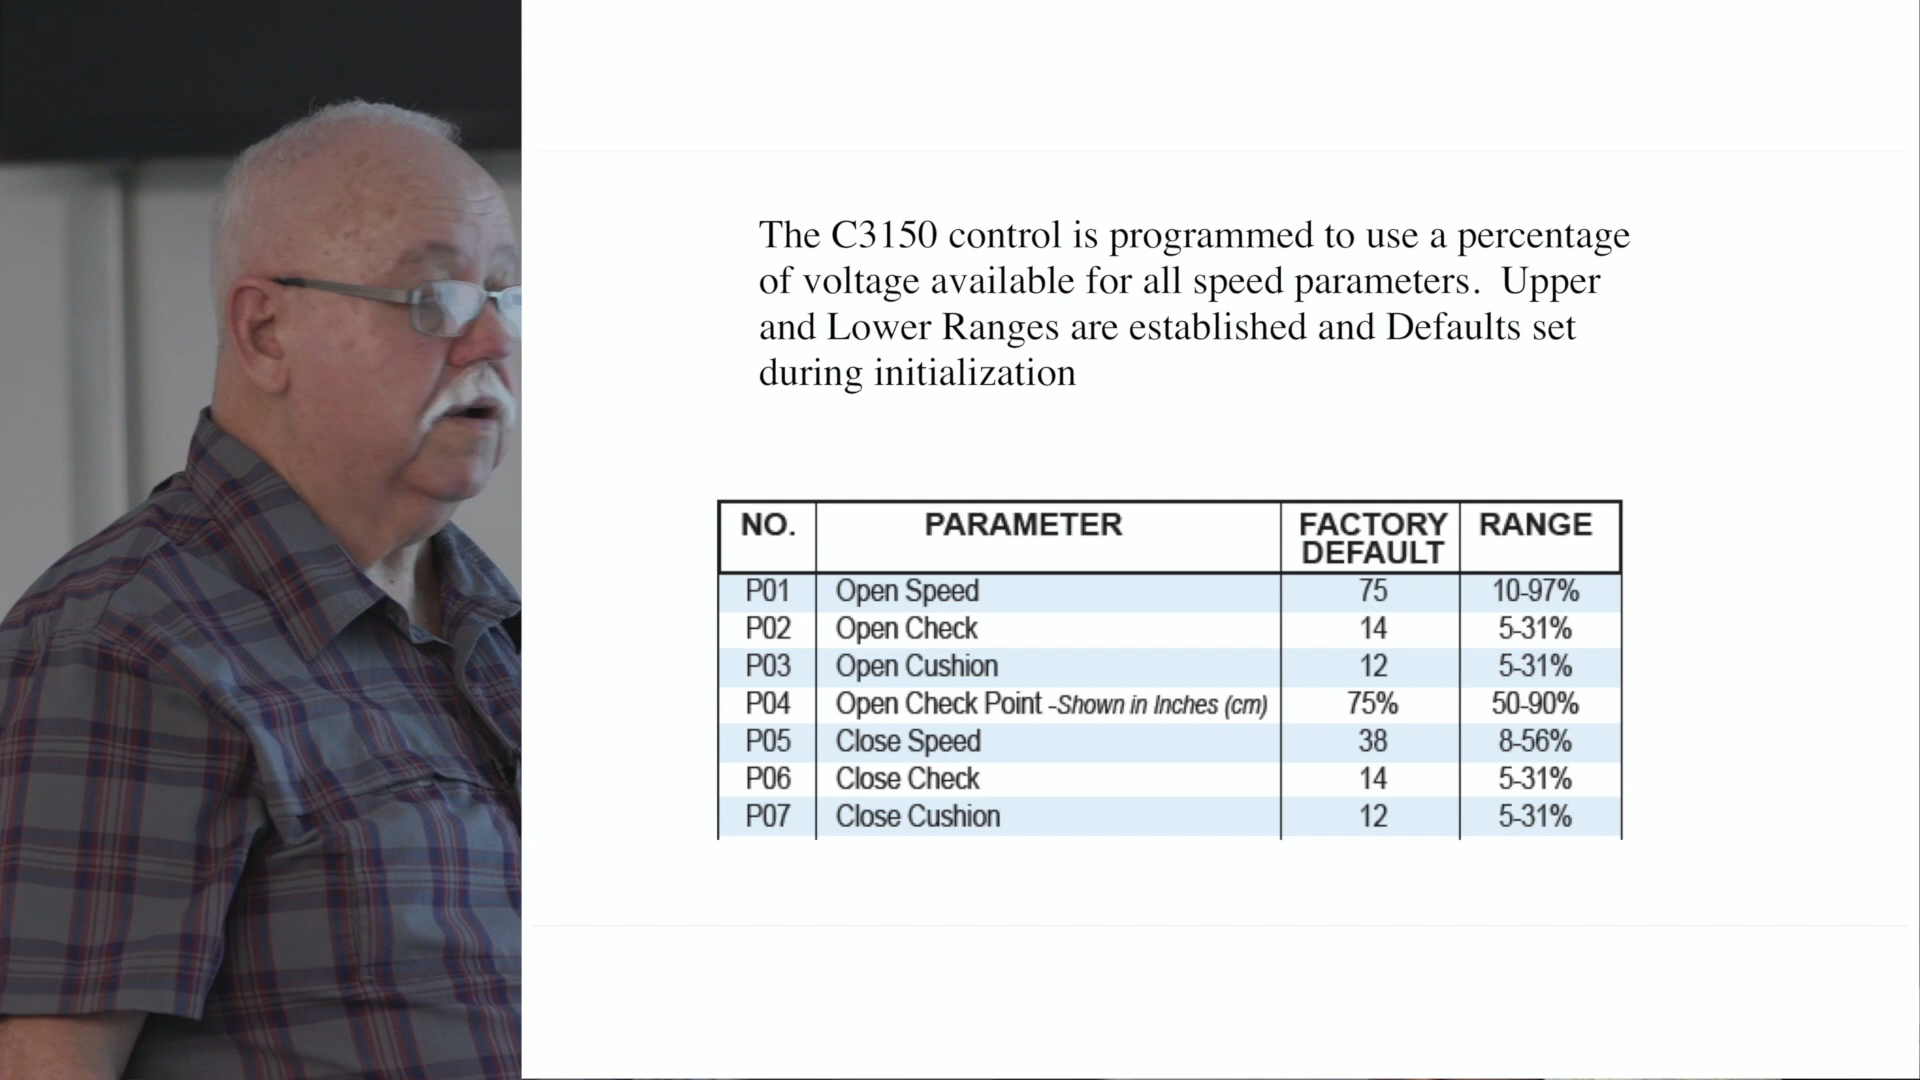 The C3150 control is programmed to use a percentage
of voltage available for all speed parameters.  Upper
and Lower Ranges are established and Defaults set
during initialization
NO. PARAMETER FACTORY DEFAULT RANGE
P01 Open Speed 75 10-97%
P02 Open Check 14 5-31%
P03 Open Cushion 12 5-31%
P04 Open Check Point -Shown in Inches (cm) 75% 50-90%
P05 Close Speed 38 8-56%
P06 Close Check 14 5-31%
P07 Close Cushion 12 5-31%